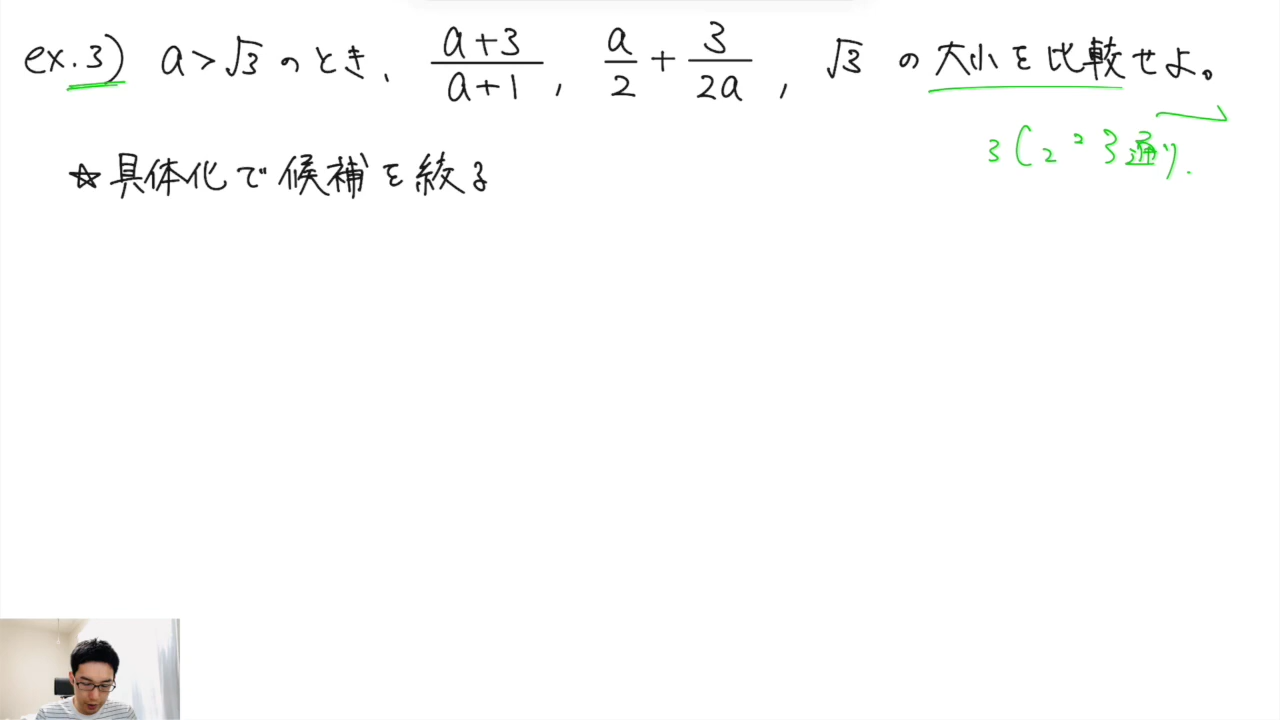 ex.3) a>√3 のとき、 (a+3)/(a+1), a/2 + 3/2a, √3 の大小を比較せよ。
3C2 = 3通り.
☆具体化で候補を絞る